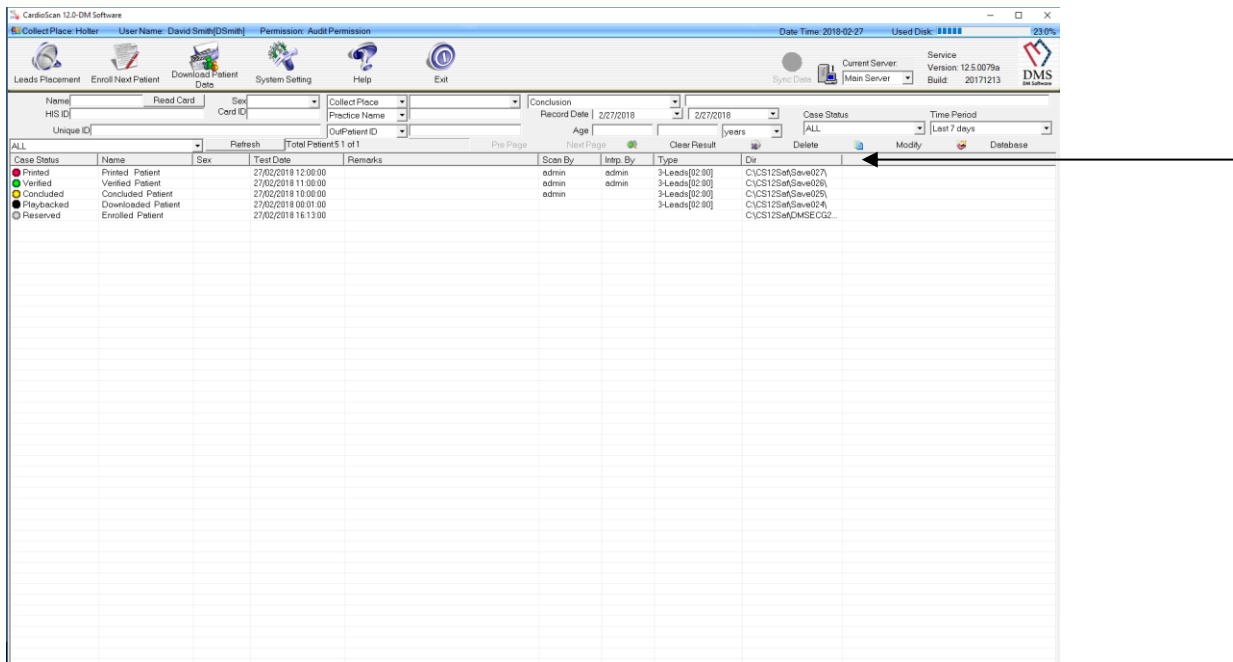 CardioScan 12.0-DM Software
Collect Place: Holter User Name: David Smith[DSmith] Permission: Audit Permission Date Time: 2018-02-27 Used Disk: 23.0%
Leads Placement Enroll Next Patient Download Patient Data System Setting Help Exit Sync Data Current Server: Main Server
Service
Version: 12.5.0079a
Build: 20171213
DMS
DM Software
Name Read Card Sex Collect Place Conclusion
HIS ID Card ID Practice Name Record Date 2/27/2018 2/27/2018 Case Status Time Period
Unique ID OutPatient ID Age years ALL Last 7 days
ALL Refresh Total Patient:5 1 of 1 Pre Page Next Page Clear Result Delete Modify Database
Case Status Name Sex Test Date Remarks Scan By Intrp. By Type Dir
Printed Printed Patient 27/02/2018 12:00:00 admin admin 3-Leads[02:00] C:\CS12Saf\Save027\
Verified Verified Patient 27/02/2018 11:00:00 admin admin 3-Leads[02:00] C:\CS12Saf\Save026\
Concluded Concluded Patient 27/02/2018 10:00:00 admin 3-Leads[02:00] C:\CS12Saf\Save025\
Playbacked Downloaded Patient 27/02/2018 00:01:00 3-Leads[02:00] C:\CS12Saf\Save024\
Reserved Enrolled Patient 27/02/2018 16:13:00 C:\CS12Saf\DMSECG2...